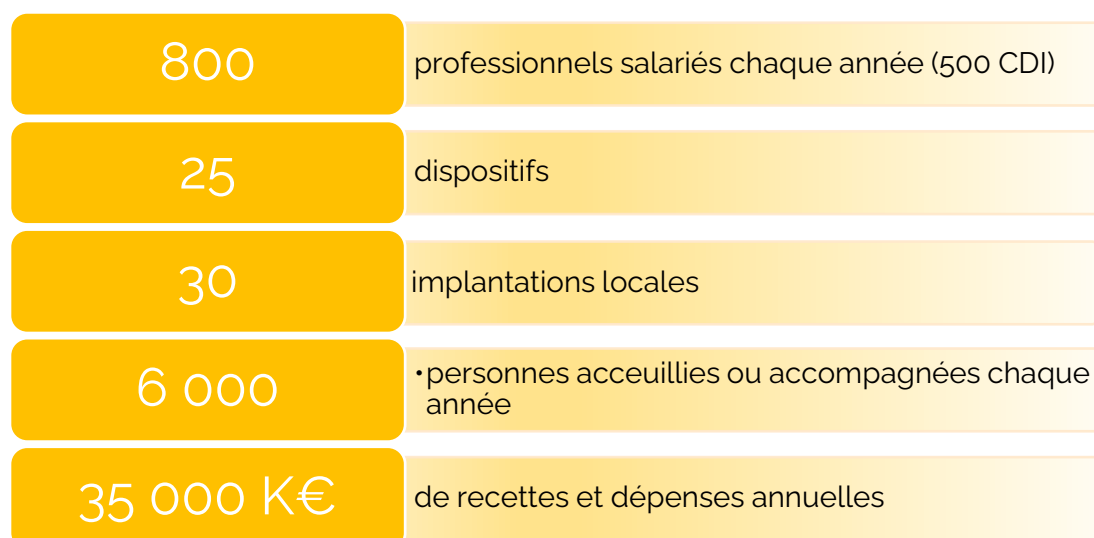 800
professionnels salariés chaque année (500 CDI)
25
dispositifs
30
implantations locales
6 000
•personnes acceuillies ou accompagnées chaque
année
35 000 K€
de recettes et dépenses annuelles